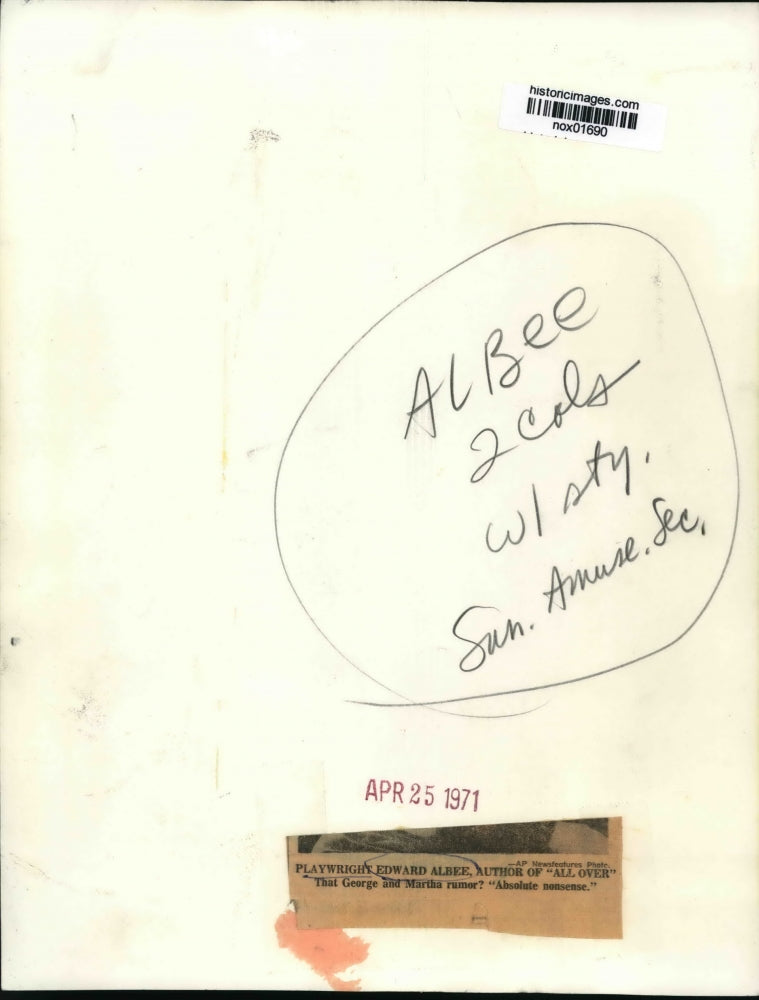 historicimages.com
nox01690
ALBee
2 cols
w/ sty.
Sun. Amuse. Sec.
APR 25 1971
—AP Newsfeatures Photo.
PLAYWRIGHT EDWARD ALBEE, AUTHOR OF “ALL OVER”
That George and Martha rumor? “Absolute nonsense.”